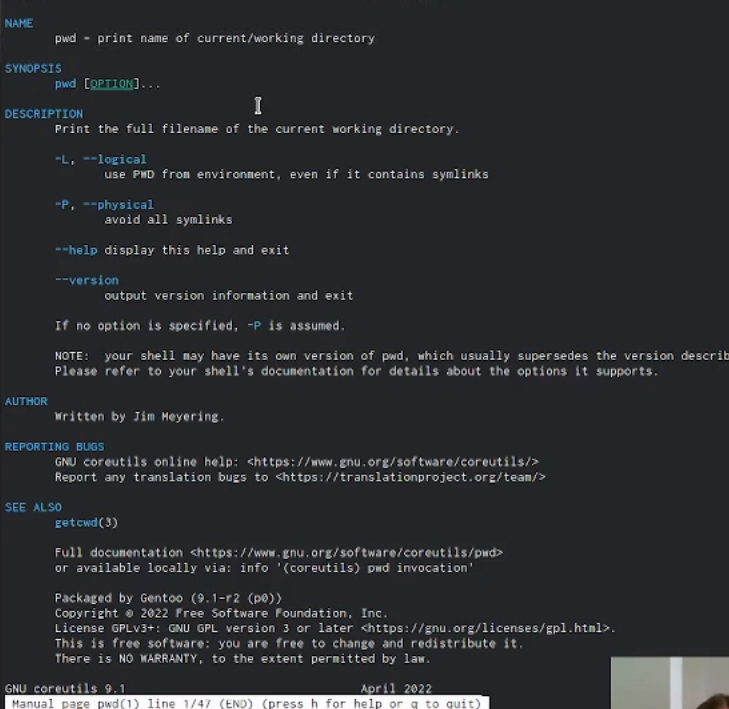 NAME
pwd - print name of current/working directory
SYNOPSIS
pwd [OPTION]...
DESCRIPTION
Print the full filename of the current working directory.
-L, --logical
use PWD from environment, even if it contains symlinks
-P, --physical
avoid all symlinks
--help display this help and exit
--version
output version information and exit
If no option is specified, -P is assumed.
NOTE:  your shell may have its own version of pwd, which usually supersedes the version describ
Please refer to your shell's documentation for details about the options it supports.
AUTHOR
Written by Jim Meyering.
REPORTING BUGS
GNU coreutils online help: <https://www.gnu.org/software/coreutils/>
Report any translation bugs to <https://translationproject.org/team/>
SEE ALSO
getcwd(3)
Full documentation <https://www.gnu.org/software/coreutils/pwd>
or available locally via: info '(coreutils) pwd invocation'
Packaged by Gentoo (9.1-r2 (p0))
Copyright © 2022 Free Software Foundation, Inc.
License GPLv3+: GNU GPL version 3 or later <https://gnu.org/licenses/gpl.html>.
This is free software: you are free to change and redistribute it.
There is NO WARRANTY, to the extent permitted by law.
GNU coreutils 9.1 April 2022
Manual page pwd(1) line 1/47 (END) (press h for help or q to quit)